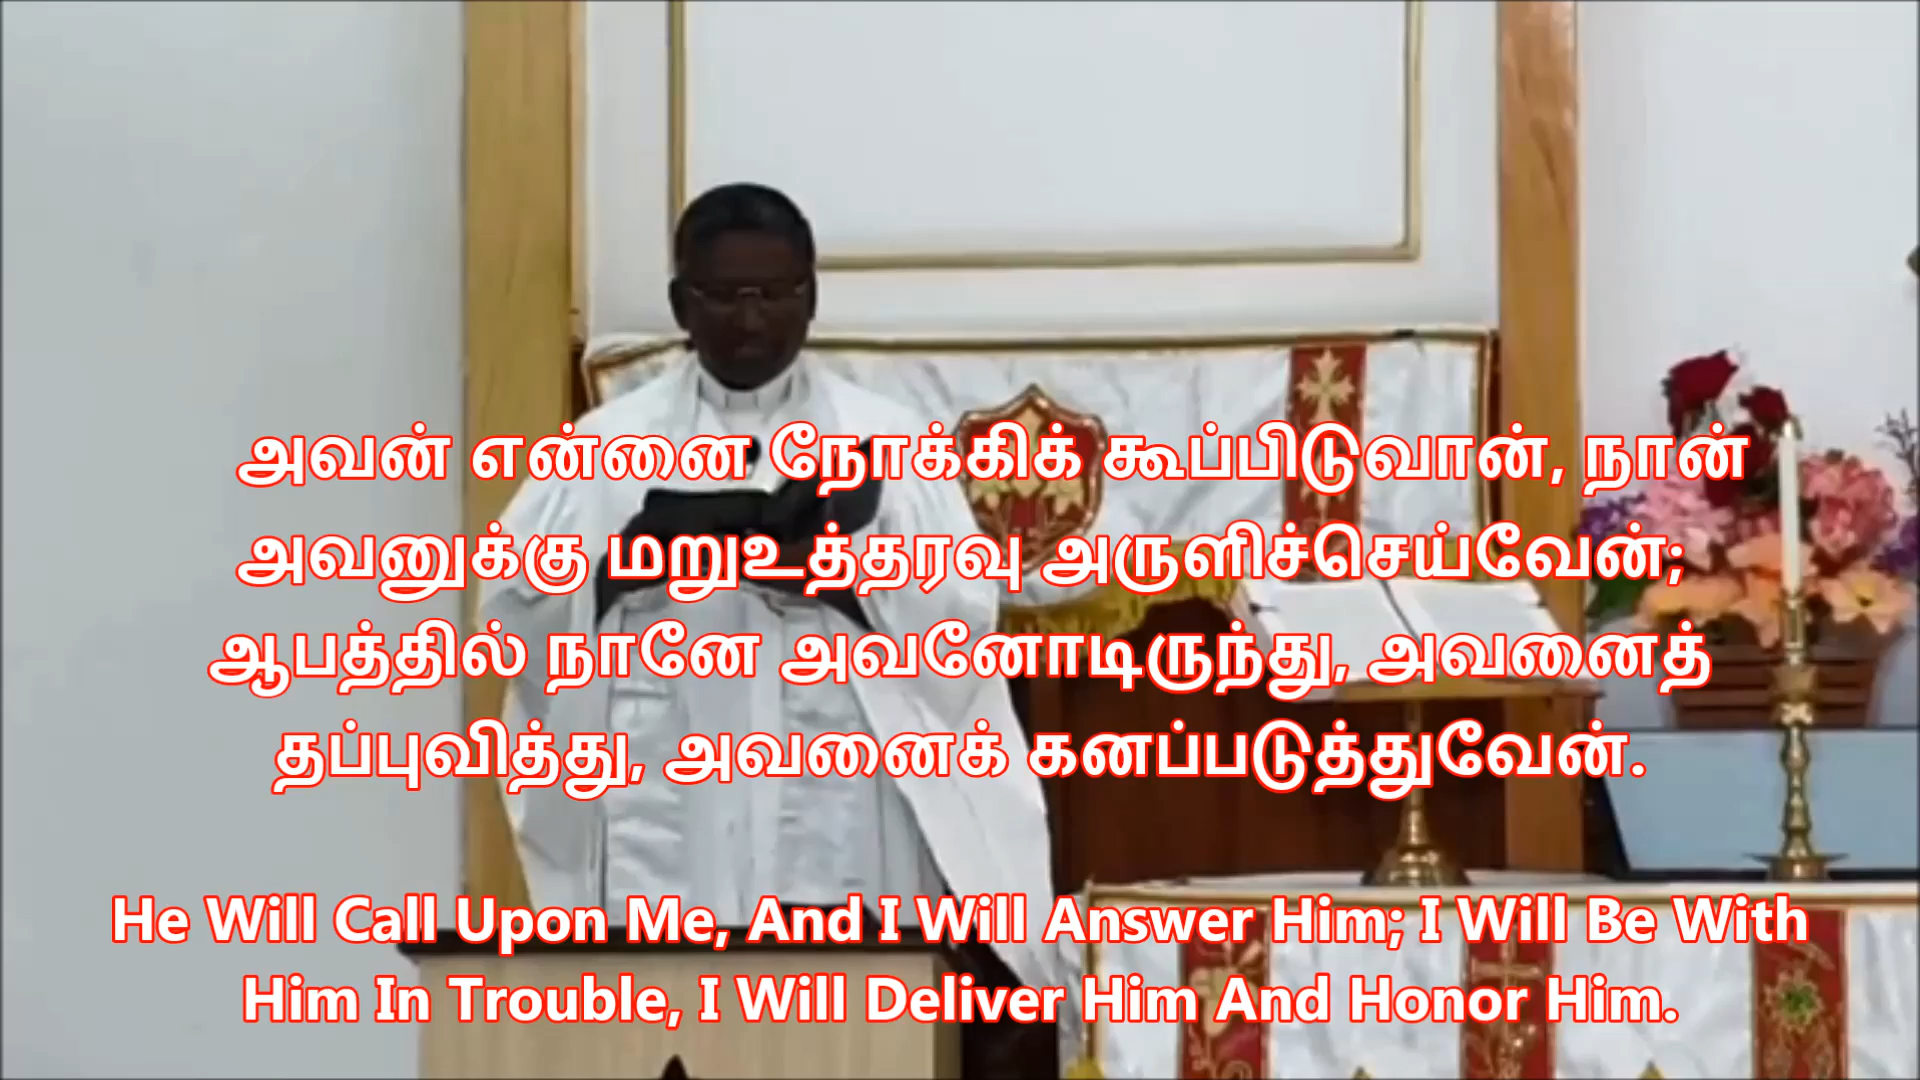 அவன் என்னை நோக்கிக் கூப்பிடுவான், நான்
அவனுக்கு மறுஉத்தரவு அருளிச்செய்வேன்;
ஆபத்தில் நானே அவனோடிருந்து, அவனைத்
தப்புவித்து, அவனைக் கனப்படுத்துவேன்.
He Will Call Upon Me, And I Will Answer Him; I Will Be With
Him In Trouble, I Will Deliver Him And Honor Him.